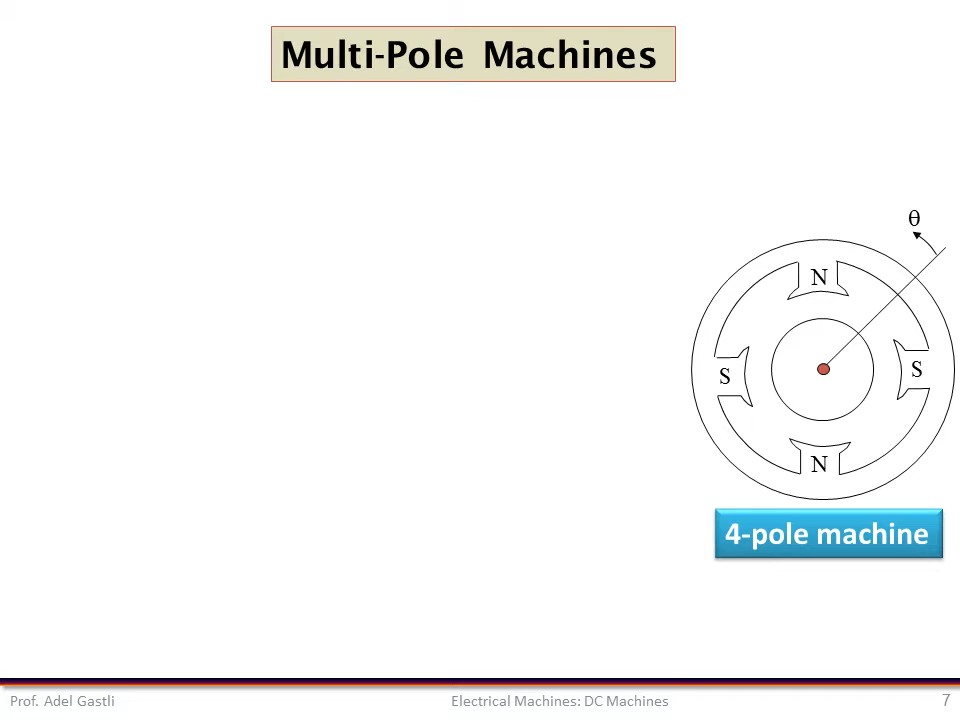 Multi-Pole Machines
θ
N
S
S
N
4-pole machine
Prof. Adel Gastli
Electrical Machines: DC Machines
7